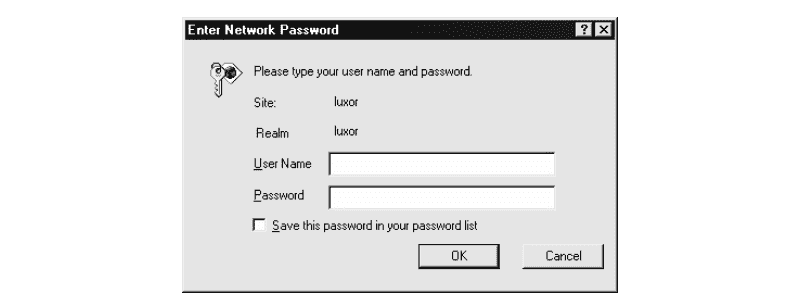 Enter Network Password
Please type your user name and password.
Site: luxor
Realm luxor
User Name
Password
Save this password in your password list
OK Cancel